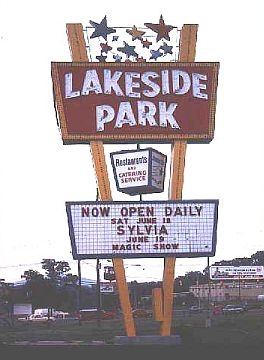 LAKESIDE
PARK
Restaurants
AND
CATERING
SERVICE
NOW OPEN DAILY
SAT JUNE 18
SYLVIA
JUNE 19
MAGIC SHOW